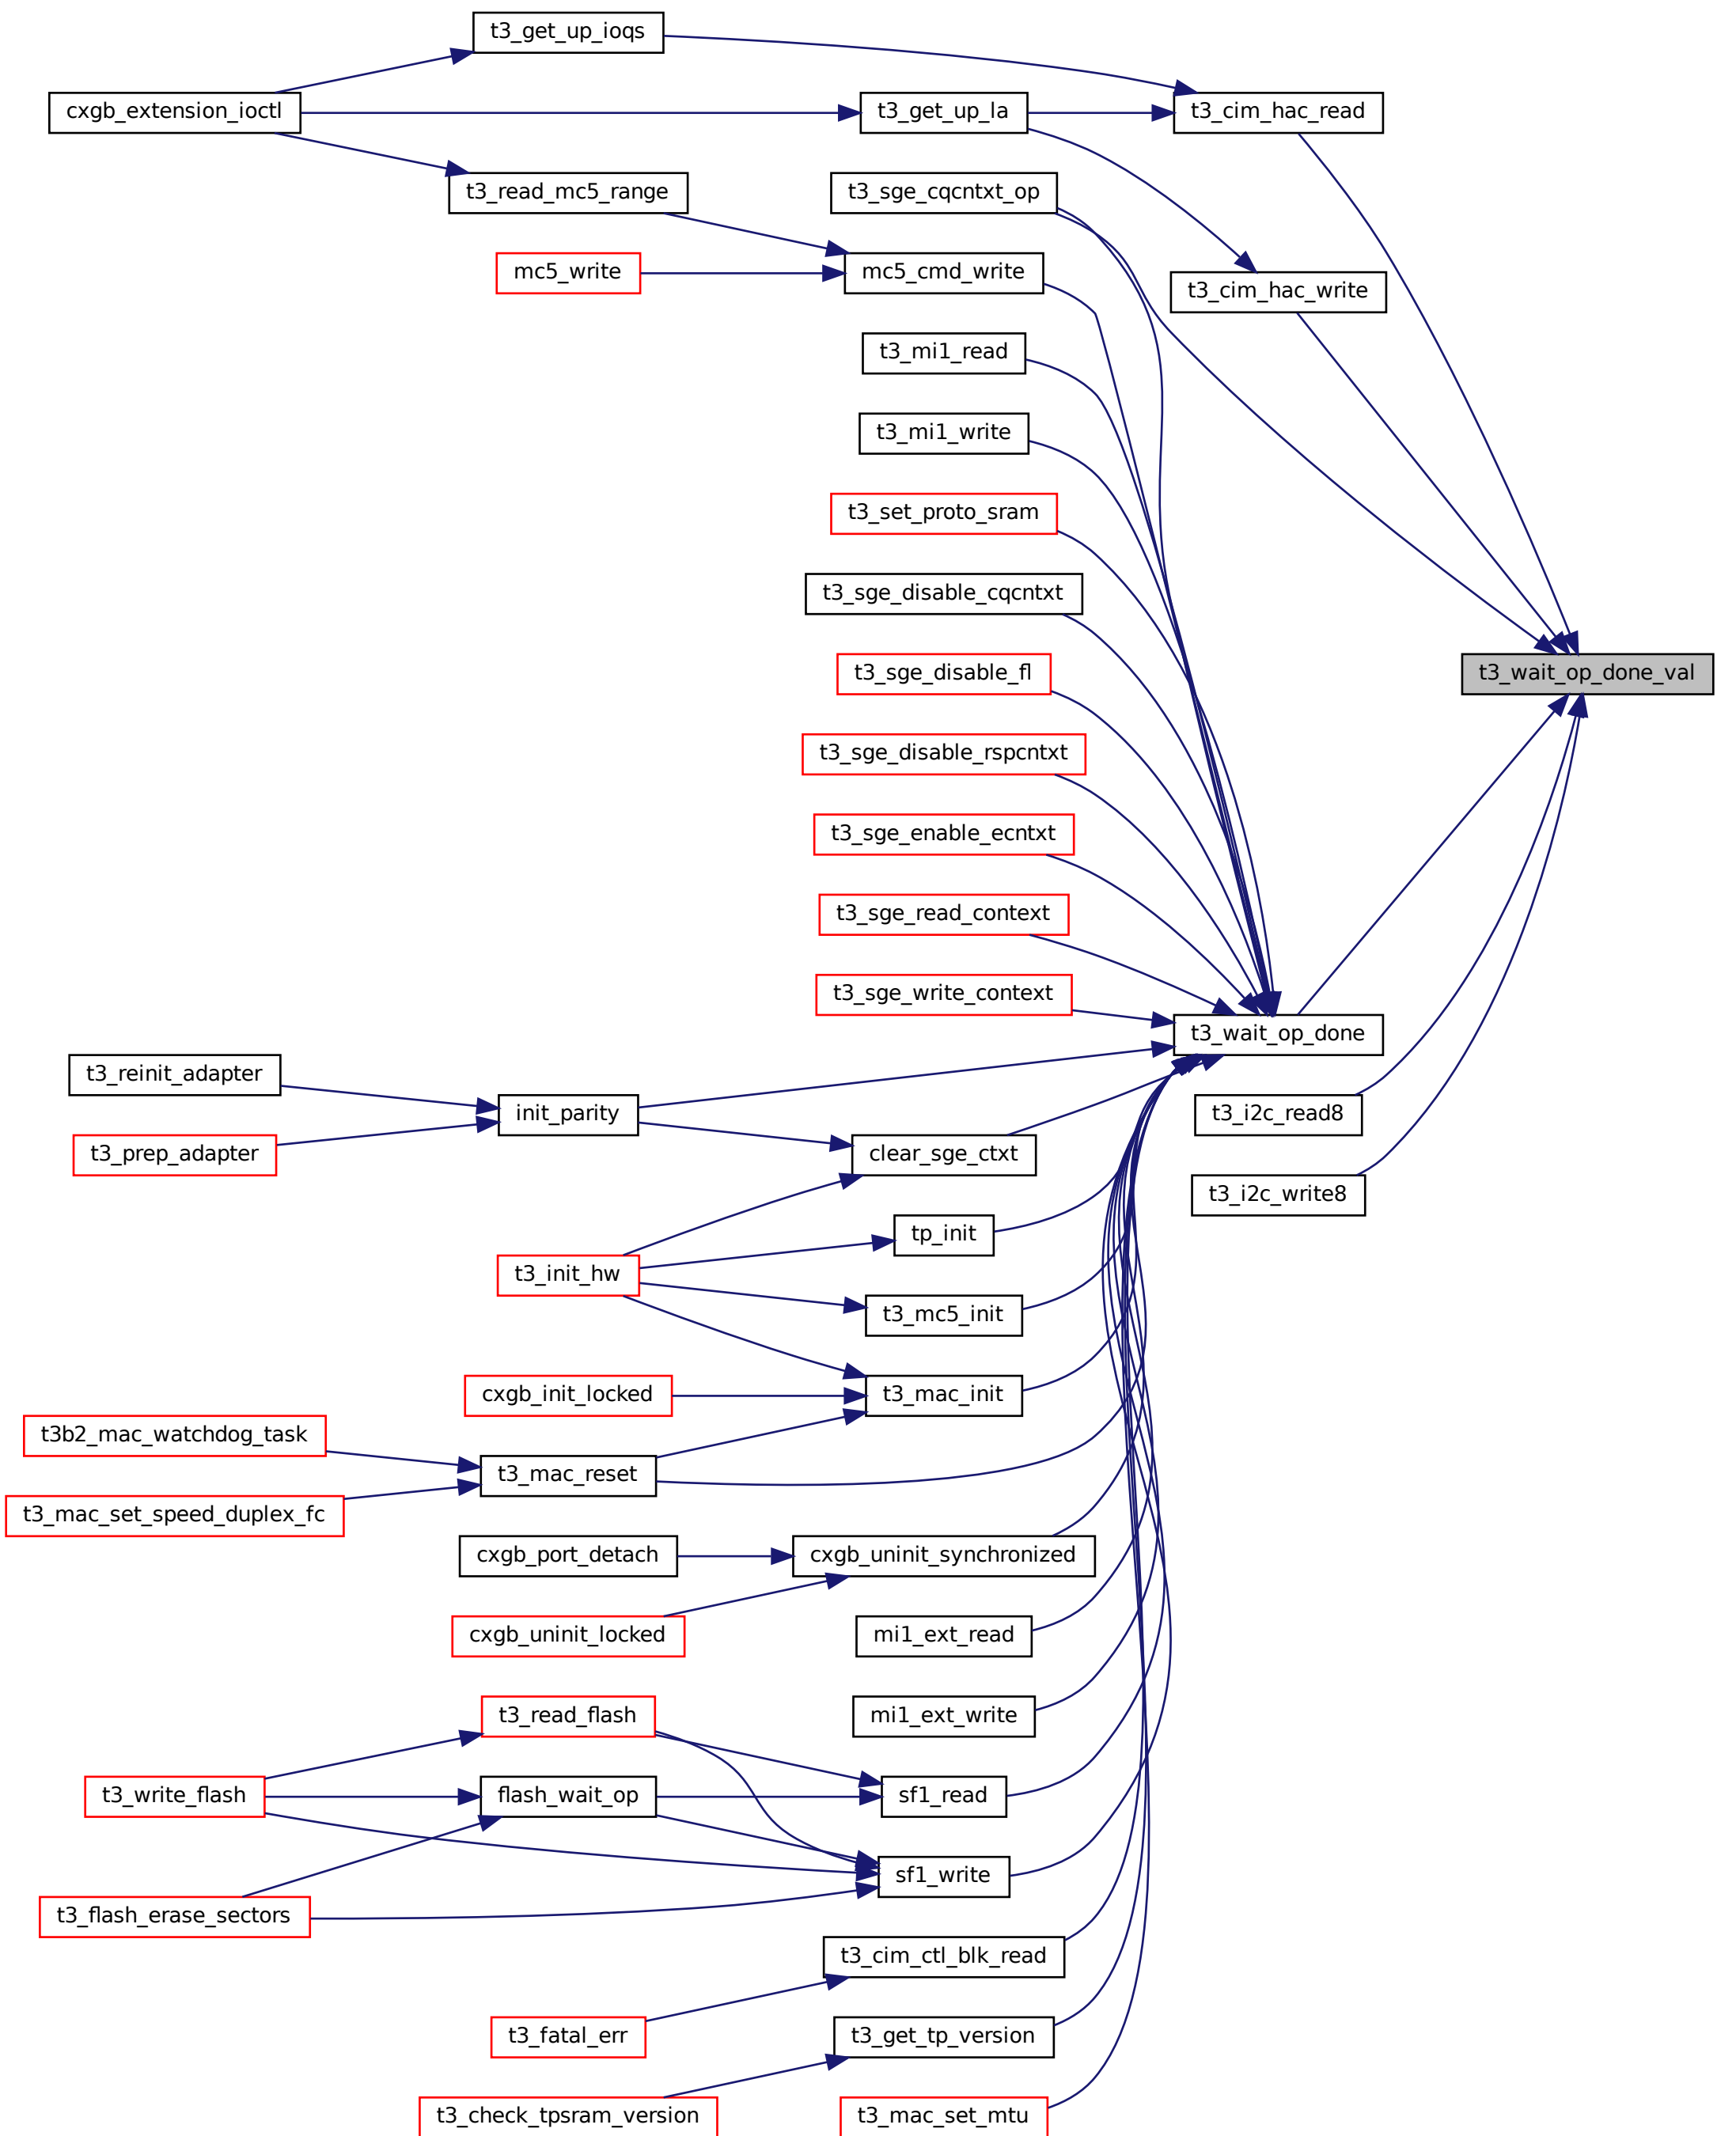 t3_get_up_ioqs
cxgb_extension_ioctl
t3_get_up_la
t3_cim_hac_read
t3_read_mc5_range
t3_sge_cqcntxt_op
mc5_write
mc5_cmd_write
t3_cim_hac_write
t3_mi1_read
t3_mi1_write
t3_set_proto_sram
t3_sge_disable_cqcntxt
t3_sge_disable_fl
t3_wait_op_done_val
t3_sge_disable_rspcntxt
t3_sge_enable_ecntxt
t3_sge_read_context
t3_sge_write_context
t3_wait_op_done
t3_reinit_adapter
init_parity
t3_i2c_read8
t3_prep_adapter
clear_sge_ctxt
t3_i2c_write8
tp_init
t3_init_hw
t3_mc5_init
cxgb_init_locked
t3_mac_init
t3b2_mac_watchdog_task
t3_mac_reset
t3_mac_set_speed_duplex_fc
cxgb_port_detach
cxgb_uninit_synchronized
cxgb_uninit_locked
mi1_ext_read
t3_read_flash
mi1_ext_write
t3_write_flash
flash_wait_op
sf1_read
sf1_write
t3_flash_erase_sectors
t3_cim_ctl_blk_read
t3_fatal_err
t3_get_tp_version
t3_check_tpsram_version
t3_mac_set_mtu